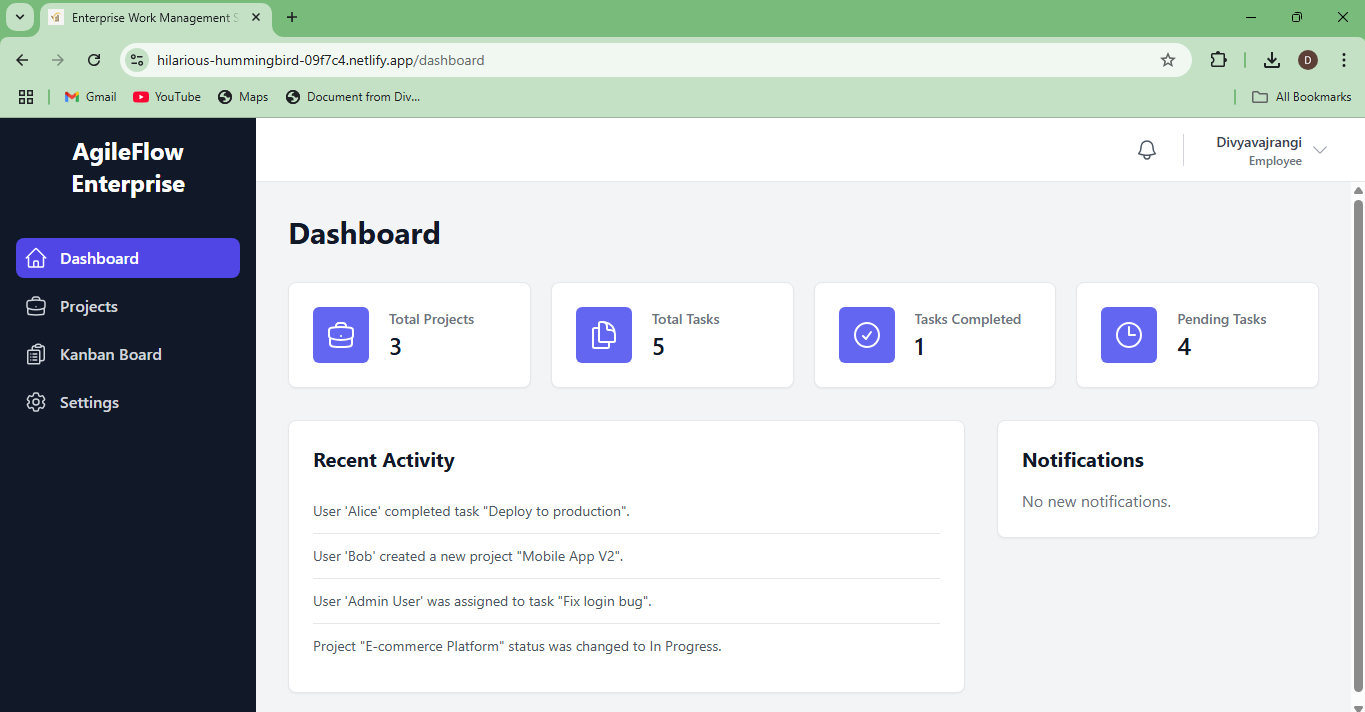 Enterprise Work Management S
hilarious-hummingbird-09f7c4.netlify.app/dashboard
D
Gmail
YouTube
Maps
Document from Div...
All Bookmarks
AgileFlow
Enterprise
Divyavajrangi
Employee
Dashboard
Projects
Kanban Board
Settings
Dashboard
Total Projects
3
Total Tasks
5
Tasks Completed
1
Pending Tasks
4
Recent Activity
User 'Alice' completed task "Deploy to production".
User 'Bob' created a new project "Mobile App V2".
User 'Admin User' was assigned to task "Fix login bug".
Project "E-commerce Platform" status was changed to In Progress.
Notifications
No new notifications.